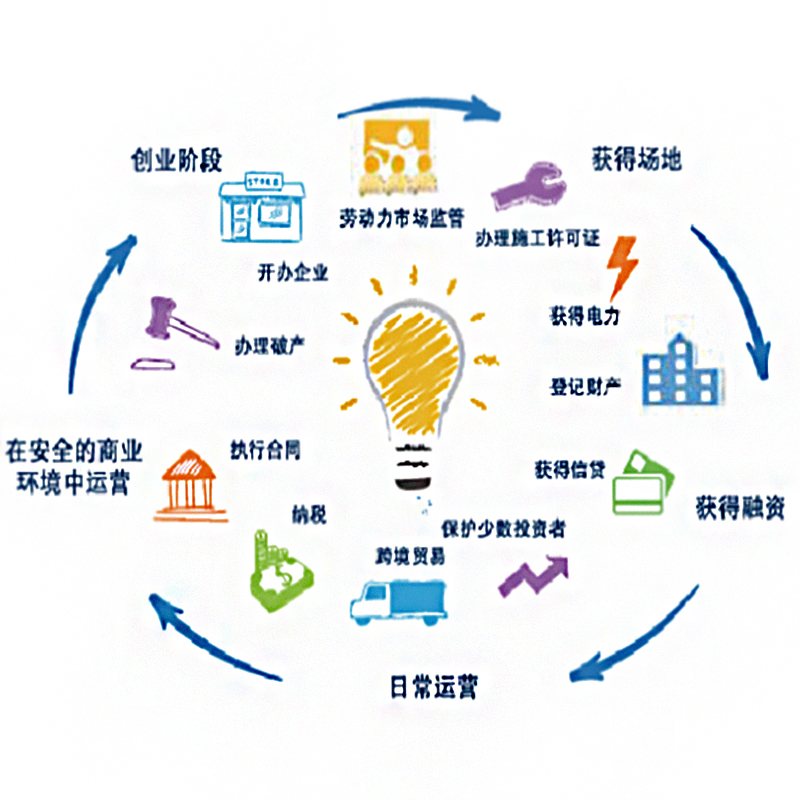 创业阶段
STORE
开办企业
劳动力市场监管
获得场地
办理施工许可证
获得电力
登记财产
获得信贷
获得融资
保护少数投资者
跨境贸易
日常运营
纳税
执行合同
在安全的商业
环境中运营
办理破产